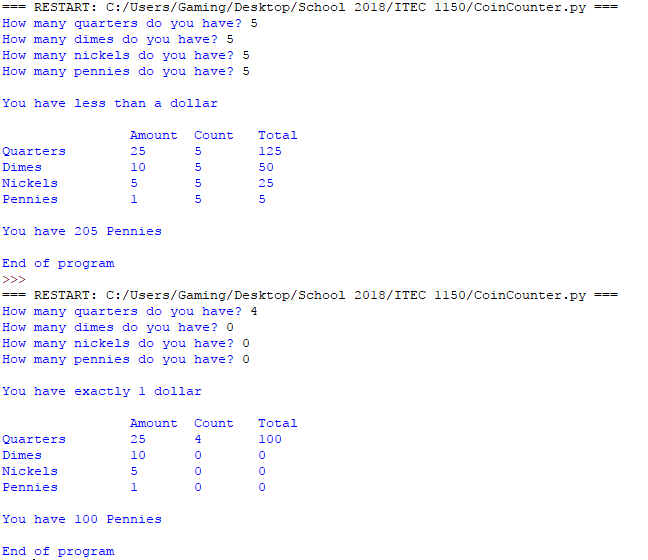 === RESTART: C:/Users/Gaming/Desktop/School 2018/ITEC 1150/CoinCounter.py ===
How many quarters do you have? 5
How many dimes do you have? 5
How many nickels do you have? 5
How many pennies do you have? 5
You have less than a dollar
Amount Count Total
Quarters 25 5 125
Dimes 10 5 50
Nickels 5 5 25
Pennies 1 5 5
You have 205 Pennies
End of program
>>>
=== RESTART: C:/Users/Gaming/Desktop/School 2018/ITEC 1150/CoinCounter.py ===
How many quarters do you have? 4
How many dimes do you have? 0
How many nickels do you have? 0
How many pennies do you have? 0
You have exactly 1 dollar
Amount Count Total
Quarters 25 4 100
Dimes 10 0 0
Nickels 5 0 0
Pennies 1 0 0
You have 100 Pennies
End of program